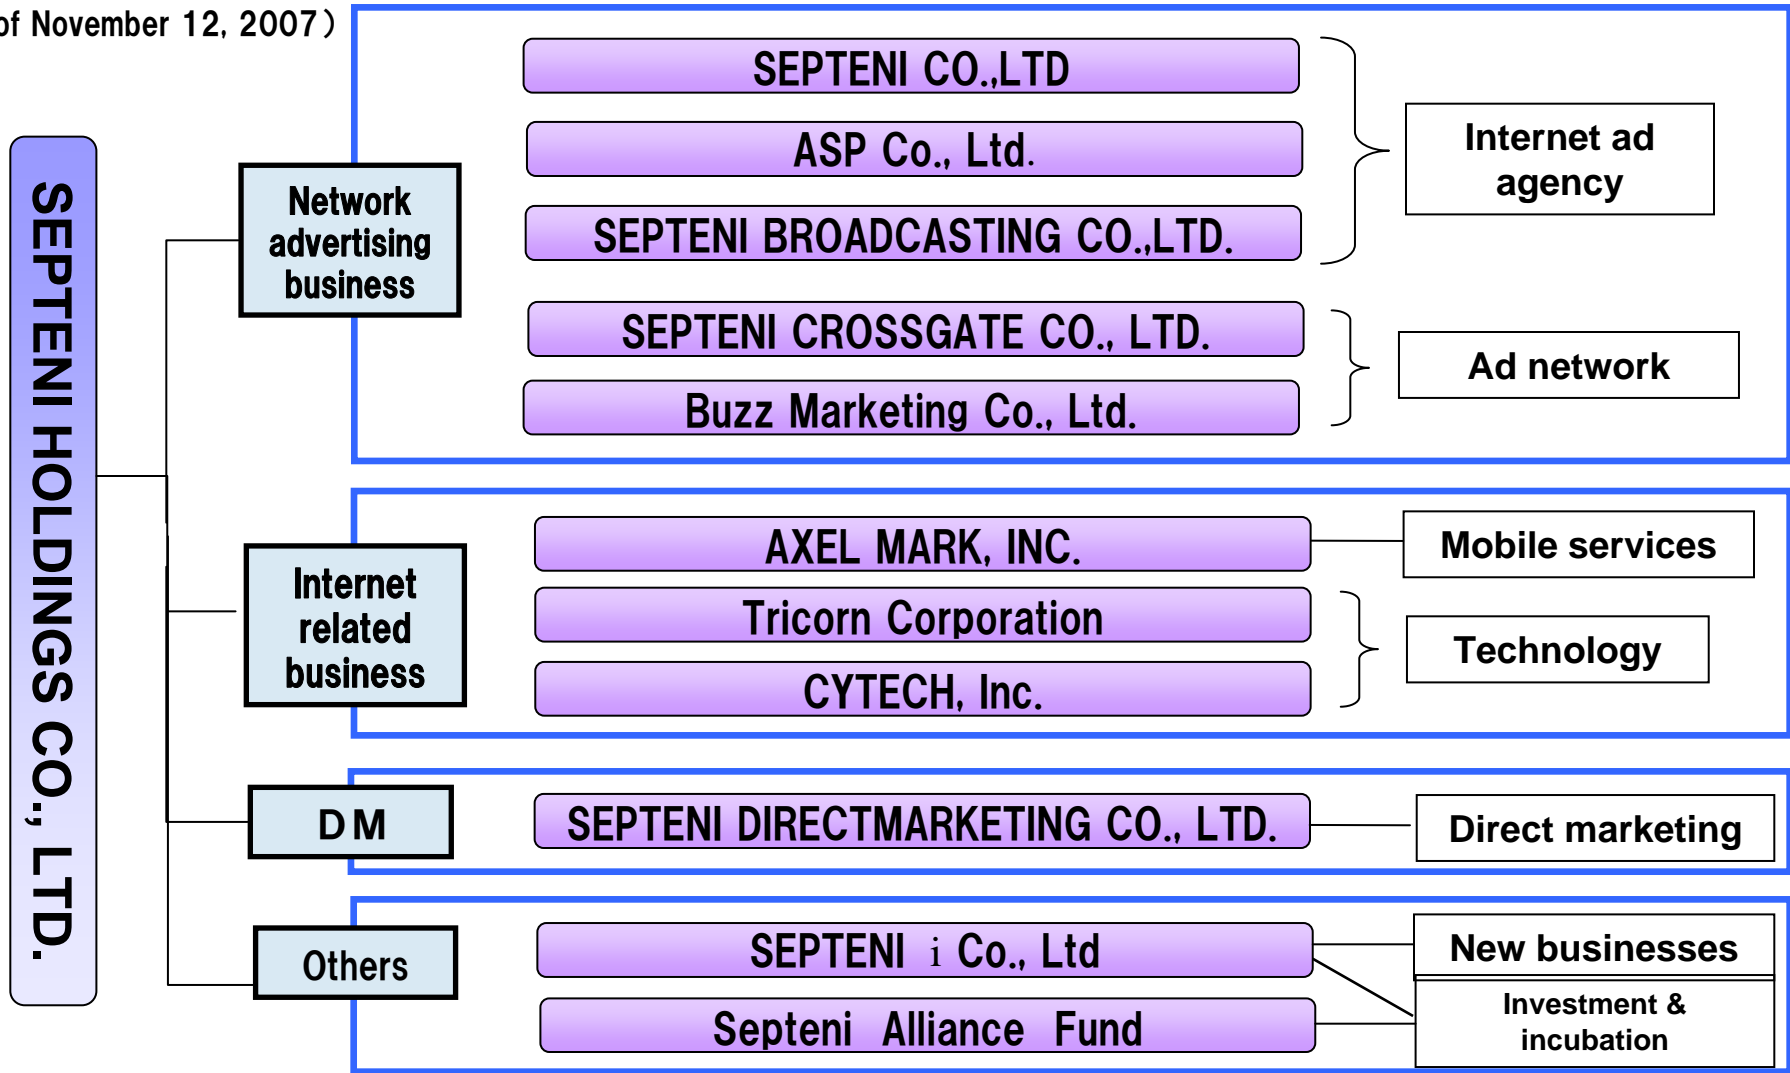 of November 12, 2007）
SEPTENI HOLDINGS CO., LTD.
Network
advertising
business
SEPTENI CO.,LTD
ASP Co., Ltd.
SEPTENI BROADCASTING CO.,LTD.
Internet ad
agency
SEPTENI CROSSGATE CO., LTD.
Buzz Marketing Co., Ltd.
Ad network
Internet
related
business
AXEL MARK, INC.
Mobile services
Tricorn Corporation
CYTECH, Inc.
Technology
DM
SEPTENI DIRECTMARKETING CO., LTD.
Direct marketing
Others
SEPTENI i Co., Ltd
New businesses
Septeni Alliance Fund
Investment &
incubation